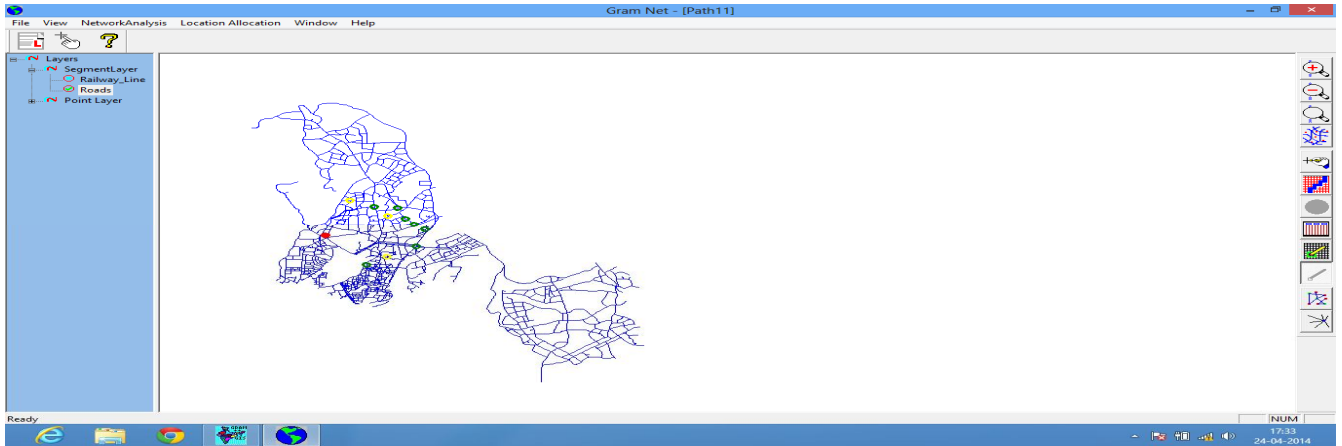 Gram Net - [Path11]
File View NetworkAnalysis Location Allocation Window Help
Layers
SegmentLayer
Railway_Line
Roads
Point Layer
Ready
NUM
17:33
24-04-2014